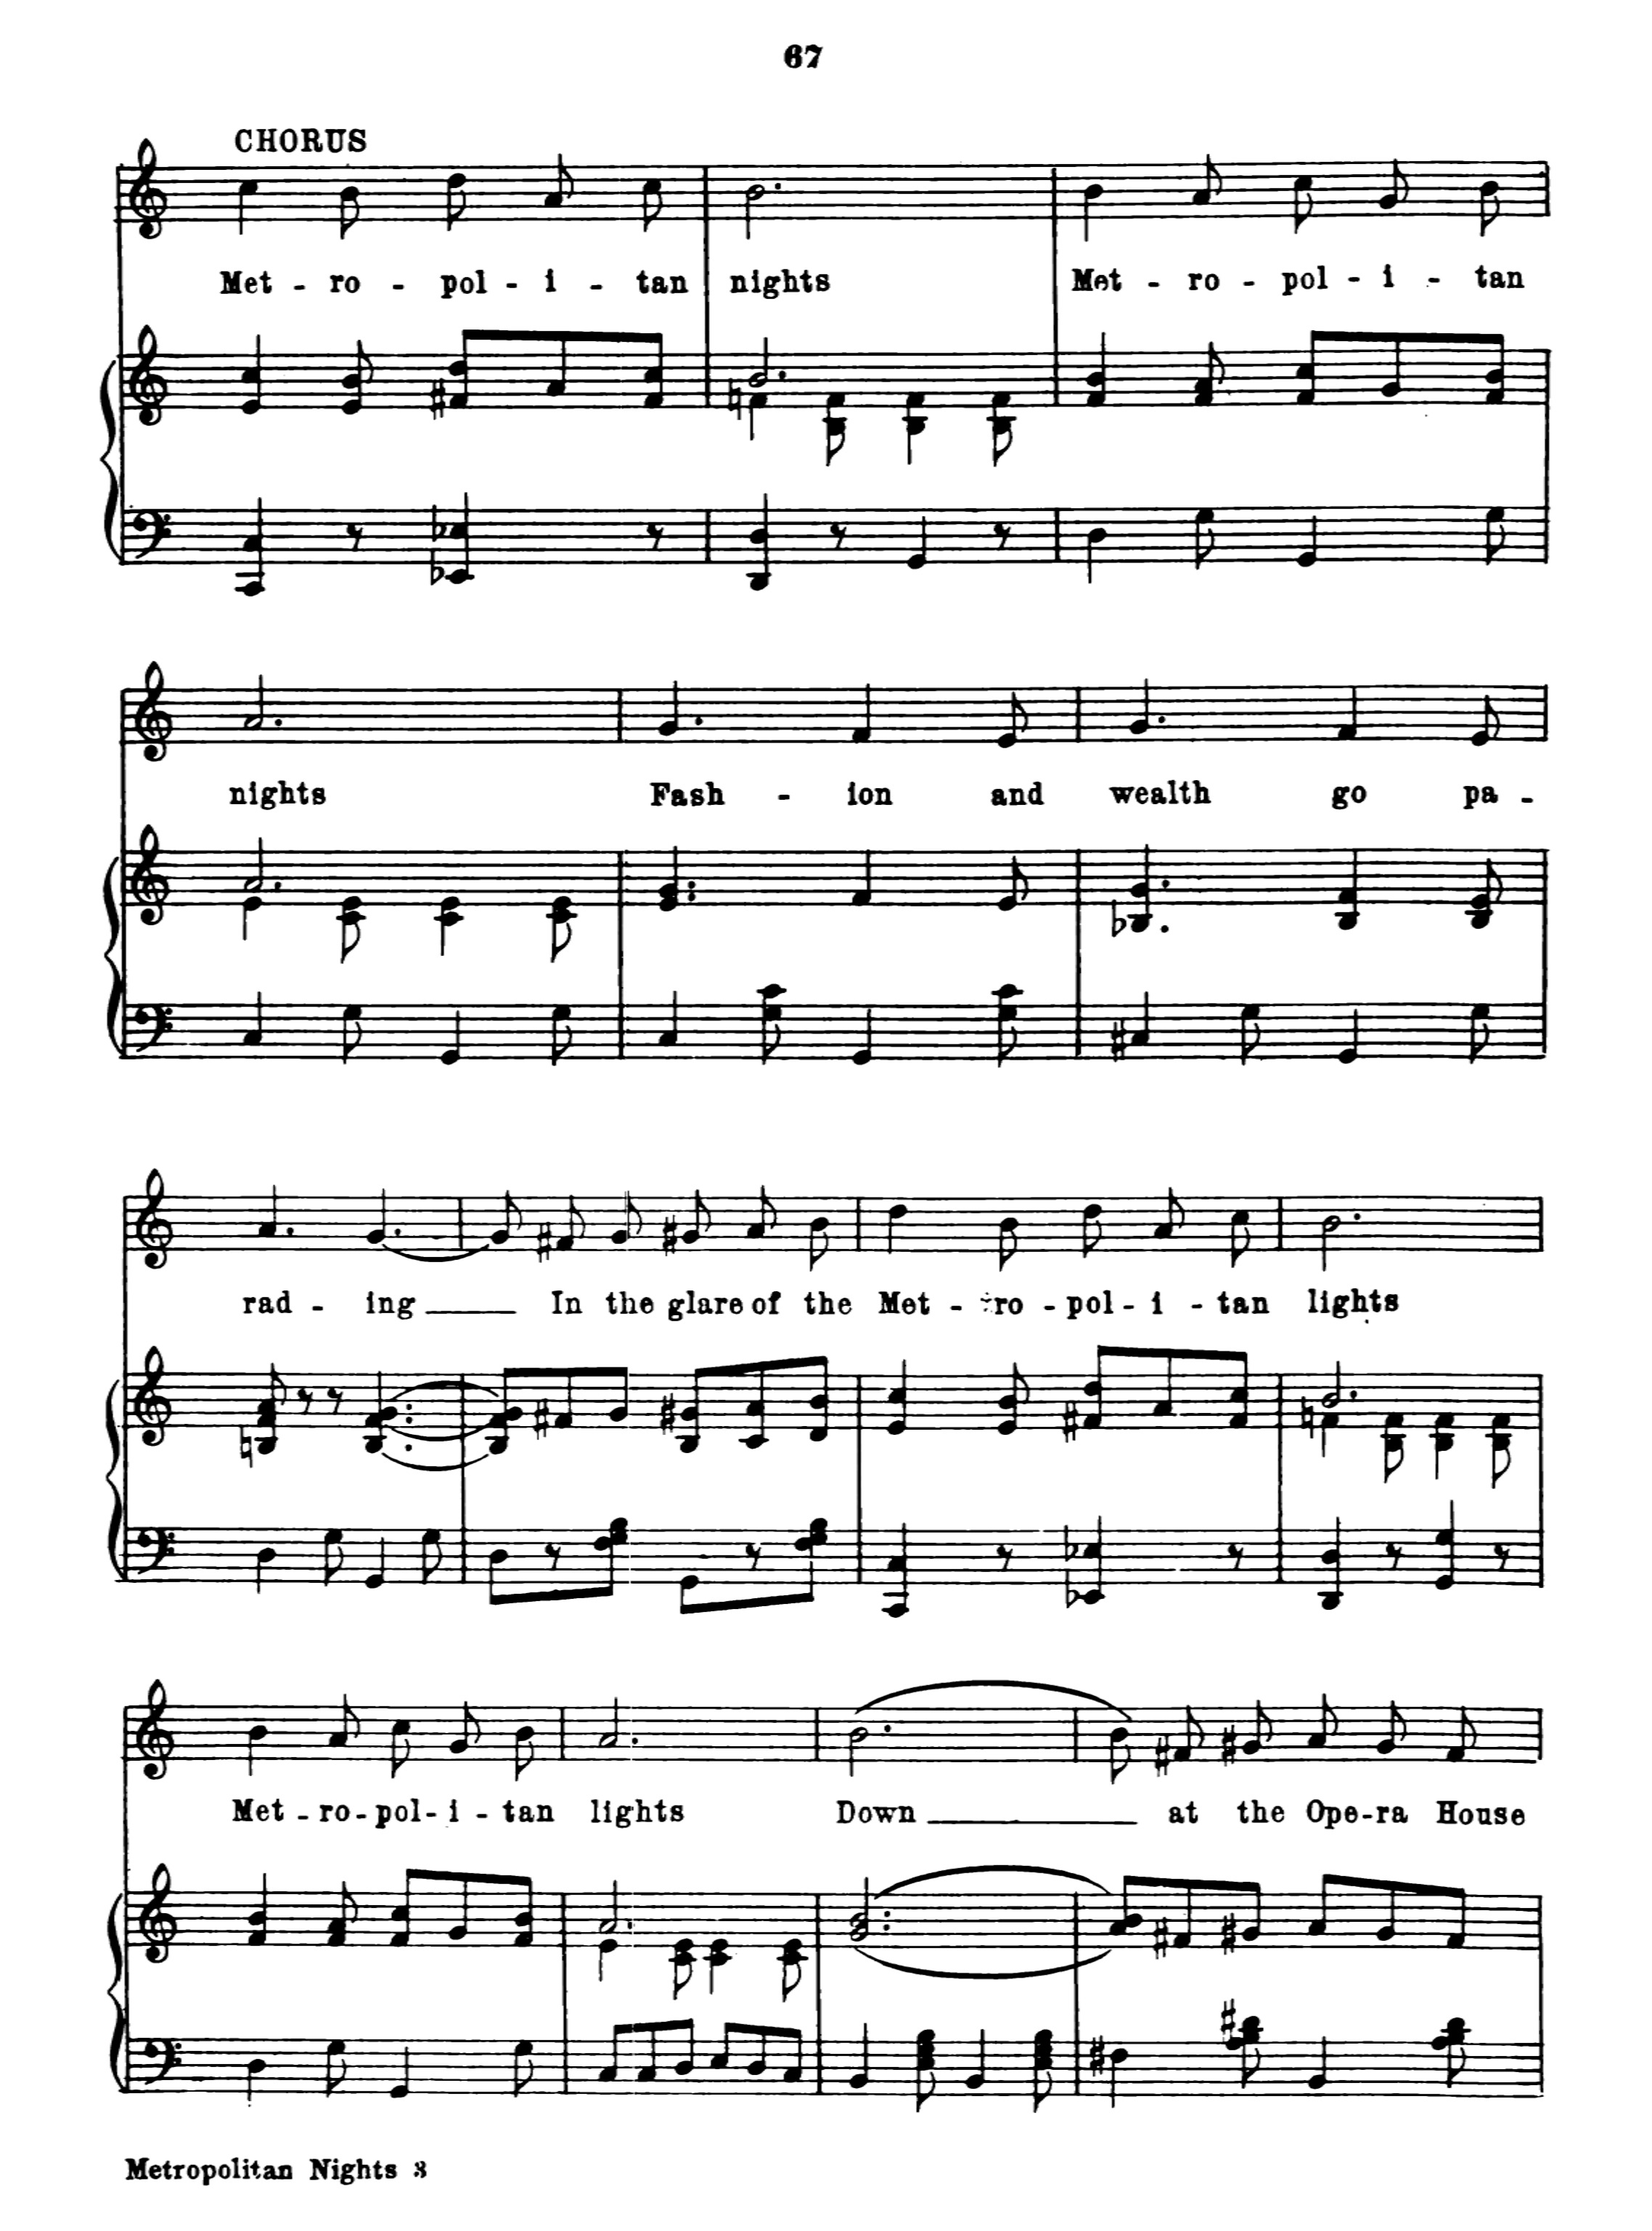 67
CHORUS
Met - ro - pol - i - tan nights Met - ro - pol - i - tan
nights Fash - ion and wealth go pa -
rad - ing In the glare of the Met - ro - pol - i - tan lights
Met - ro - pol - i - tan lights Down at the Ope - ra House
Metropolitan Nights 3